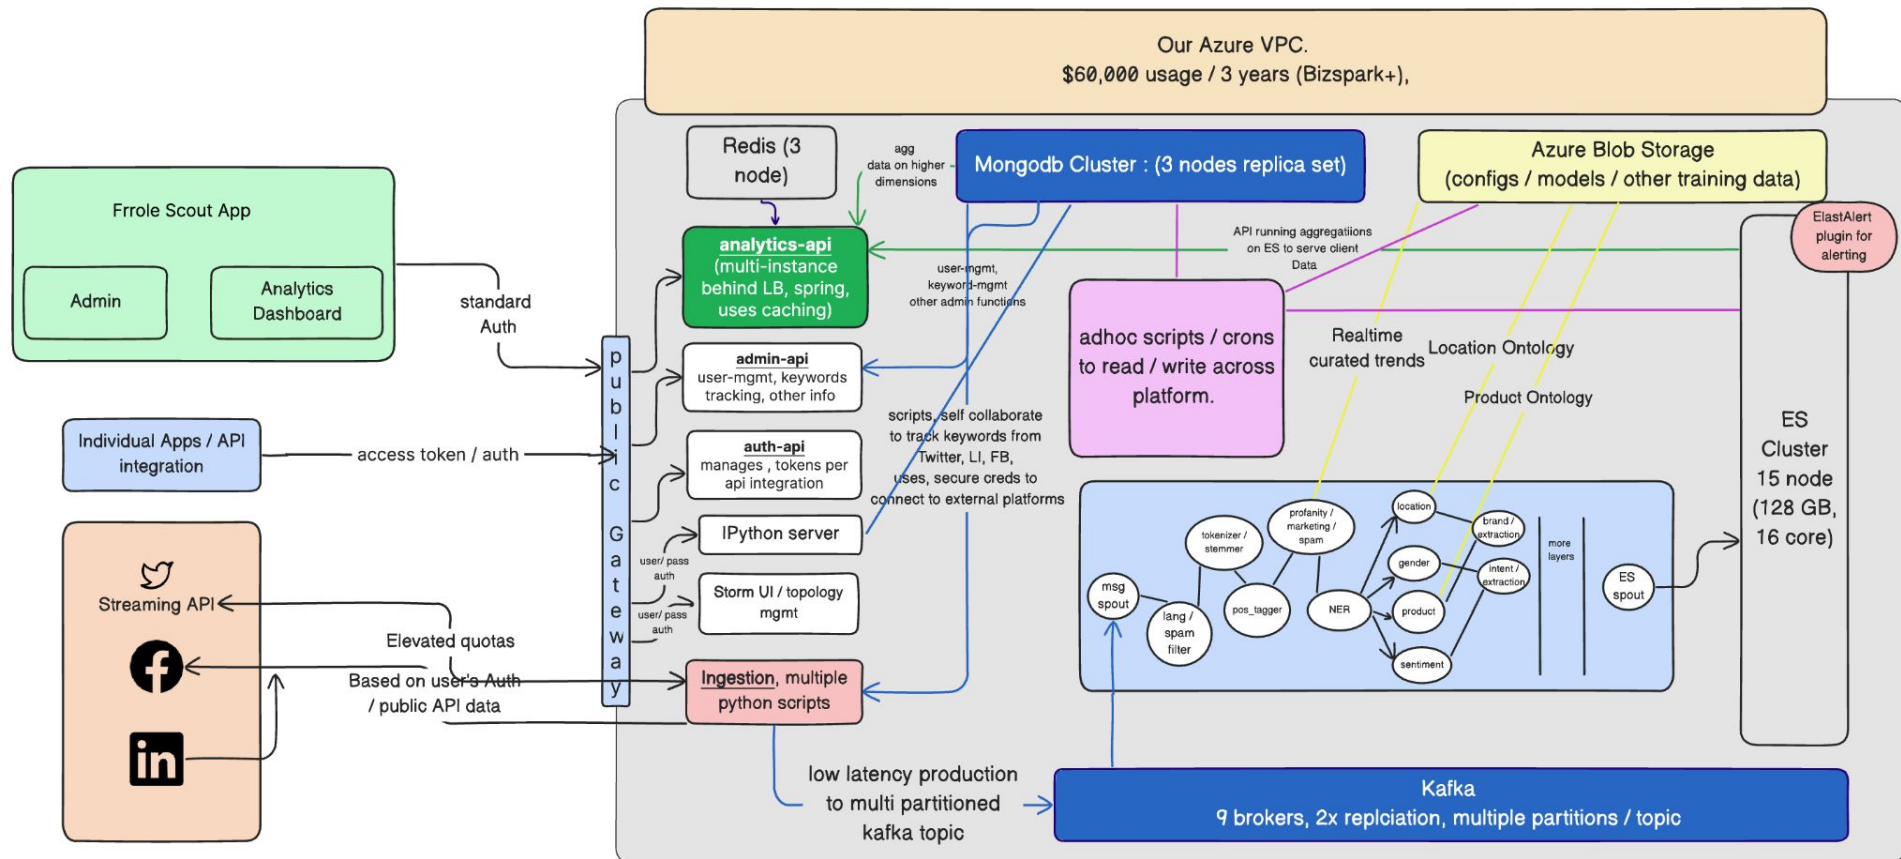 Our Azure VPC.
$60,000 usage / 3 years (Bizspark+),
Redis (3
node)
agg
data on higher
dimensions
Mongodb Cluster : (3 nodes replica set)
Azure Blob Storage
(configs / models / other training data)
ElastAlert
plugin for
alerting
Frrole Scout App
Admin
Analytics
Dashboard
standard
Auth
analytics-api
(multi-instance
behind LB, spring,
uses caching)
API running aggregatiions
on ES to serve client
Data
user-mgmt,
keyword-mgmt
other admin functions
admin-api
user-mgmt, keywords
tracking, other info
adhoc scripts / crons
to read / write across
platform.
Realtime
curated trends
Location Ontology
Product Ontology
Individual Apps / API
integration
access token / auth
public Gateway
auth-api
manages , tokens per
api integration
scripts, self collaborate
to track keywords from
Twitter, LI, FB,
uses, secure creds to
connect to external platforms
ES
Cluster
15 node
(128 GB,
16 core)
IPython server
user/ pass
auth
Storm UI / topology
mgmt
user/ pass
auth
msg
spout
lang /
spam
filter
tokenizer /
stemmer
pos_tagger
profanity /
marketing /
spam
NER
location
gender
product
sentiment
brand /
extraction
intent /
extraction
more
layers
ES
spout
Streaming API
Elevated quotas
Based on user's Auth
/ public API data
in
Ingestion, multiple
python scripts
low latency production
to multi partitioned
kafka topic
Kafka
9 brokers, 2x replciation, multiple partitions / topic